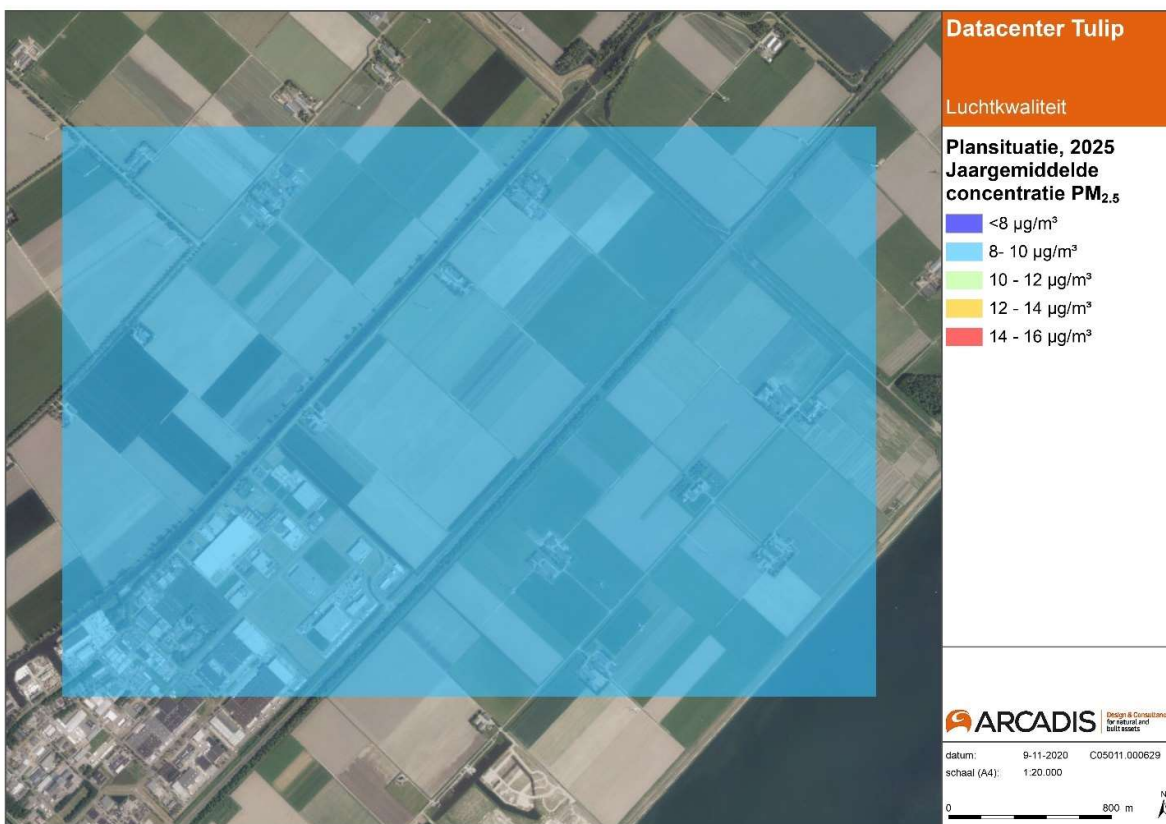 Datacenter Tulip
Luchtkwaliteit
Plansituatie, 2025
Jaargemiddelde
concentratie PM2.5
<8 µg/m³
8- 10 µg/m³
10 - 12 µg/m³
12 - 14 µg/m³
14 - 16 µg/m³
ARCADIS
Design & Consultancy
for natural and
built assets
datum: 9-11-2020 C05011.000629
schaal (A4): 1:20.000
0 800 m
N